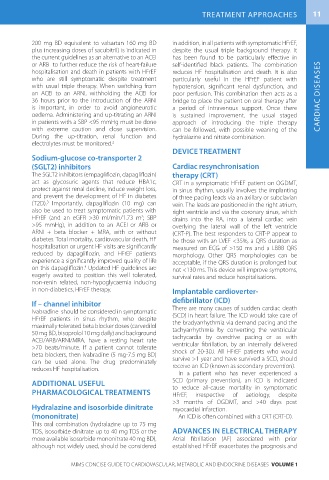 TREATMENT APPROACHES 11
200 mg BD equivalent to valsartan 160 mg BD
plus increasing doses of sacubitril) is indicated in
the current guidelines as an alternative to an ACEI
or ARB to further reduce the risk of heart-failure
hospitalisation and death in patients with HFrEF
who are still symptomatic despite treatment
with usual triple therapy. When switching from
an ACEI to an ARNI, withholding the ACEI for
36 hours prior to the introduction of the ARNI
is important, in order to avoid angioneurotic
oedema. Administering and up-titrating an ARNI
in patients with a SBP <95 mmHg must be done
with extreme caution and close supervision.
During the up-titration, renal function and
electrolytes must be monitored.
Sodium-glucose co-transporter 2
(SGLT2) inhibitors
The SGLT2 inhibitors (empagliflozin, dapagliflozin)
act as glycosuric agents that reduce HBA1c,
protect against renal decline, induce weight loss,
and prevent the development of HF in diabetes
(T2D). Importantly, dapagliflozin (10 mg) can
also be used to treat symptomatic patients with
HFrEF (and an eGFR >30 ml/min/1.73 m², SBP
>95 mmHg), in addition to an ACEI or ARB or
ARNI + beta blocker + MRA, with or without
diabetes. Total mortality, cardiovascular death, HF
hospitalisation or urgent HF visits are significantly
reduced by dapagliflozin, and HFrEF patients
experience a significantly improved quality of life
on this dapagliflozin. Updated HF guidelines are
eagerly awaited to position this well tolerated,
non-renin related, non-hypoglycaemia inducing
in non-diabetics, HFrEF therapy.
If – channel inhibitor
Ivabradine should be considered in symptomatic
HFrEF patients in sinus rhythm, who despite
maximally tolerated beta blocker doses (carvedilol
50 mg BD, bisoprolol 10 mg daily) and background
ACEI/ARB/ARNI/MRA, have a resting heart rate
>70 beats/minute. If a patient cannot tolerate
beta blockers, then ivabradine (5 mg-7.5 mg BD)
can be used alone. The drug predominately
reduces HF hospitalisation.
ADDITIONAL USEFUL
PHARMACOLOGICAL TREATMENTS
Hydralazine and isosorbide dinitrate
(mononitrate)
This oral combination (hydralazine up to 75 mg
TDS, isosorbide dinitrate up to 40 mg TDS or the
more available isosorbide mononitrate 40 mg BD),
although not widely used, should be considered
in addition, in all patients with symptomatic HFrEF,
despite the usual triple background therapy. It
has been found to be particularly effective in
self-identified black patients. The combination
reduces HF hospitalisation and death. It is also
particularly useful in the HFrEF patient with
hypertension, significant renal dysfunction, and
poor perfusion. This combination then acts as a
bridge to place the patient on oral therapy after
a period of intravenous support. Once there
is sustained improvement, the usual staged
approach of introducing the triple therapy
can be followed, with possible weaning of the
hydralazine and nitrate combination.
DEVICE TREATMENT
Cardiac resynchronisation
therapy (CRT)
CRT in a symptomatic HFrEF patient on OGDMT,
in sinus rhythm, usually involves the implanting
of three pacing leads via an axillary or subclavian
vein. The leads are positioned in the right atrium,
right ventricle and via the coronary sinus, which
drains into the RA, into a lateral cardiac vein
overlying the lateral wall of the left ventricle
(CRT-P). The best responders to CRT-P appear to
be those with an LVEF <35%, a QRS duration as
measured on ECG of >150 ms and a LBBB QRS
morphology. Other QRS morphologies can be
acceptable, if the QRS duration is prolonged but
not <130 ms. This device will improve symptoms,
survival rates and reduce hospitalisations.
Implantable cardioverter-
defibrillator (ICD)
There are many causes of sudden cardiac death
(SCD) in heart failure. The ICD would take care of
the bradyarrhythmia via demand pacing and the
tachyarrhythmia by converting the ventricular
tachycardia by overdrive pacing or as with
ventricular fibrillation, by an internally delivered
shock of 20-80J. All HFrEF patients who would
survive >1 year and have survived a SCD, should
receive an ICD (known as secondary prevention).
In a patient who has never experienced a
SCD (primary prevention), an ICD is indicated
to reduce all-cause mortality in symptomatic
HFrEF, irrespective of aetiology, despite
>3 months of OGDMT, and >40 days post
myocardial infarction.
An ICD is often combined with a CRT (CRT-D).
ADVANCES IN ELECTRICAL THERAPY
Atrial fibrillation (AF) associated with prior
established HFrEF exacerbates the prognosis and
CARDIAC DISEASES
MIMS CONCISE GUIDE TO CARDIOVASCULAR, METABOLIC AND ENDOCRINE DISEASES VOLUME 1